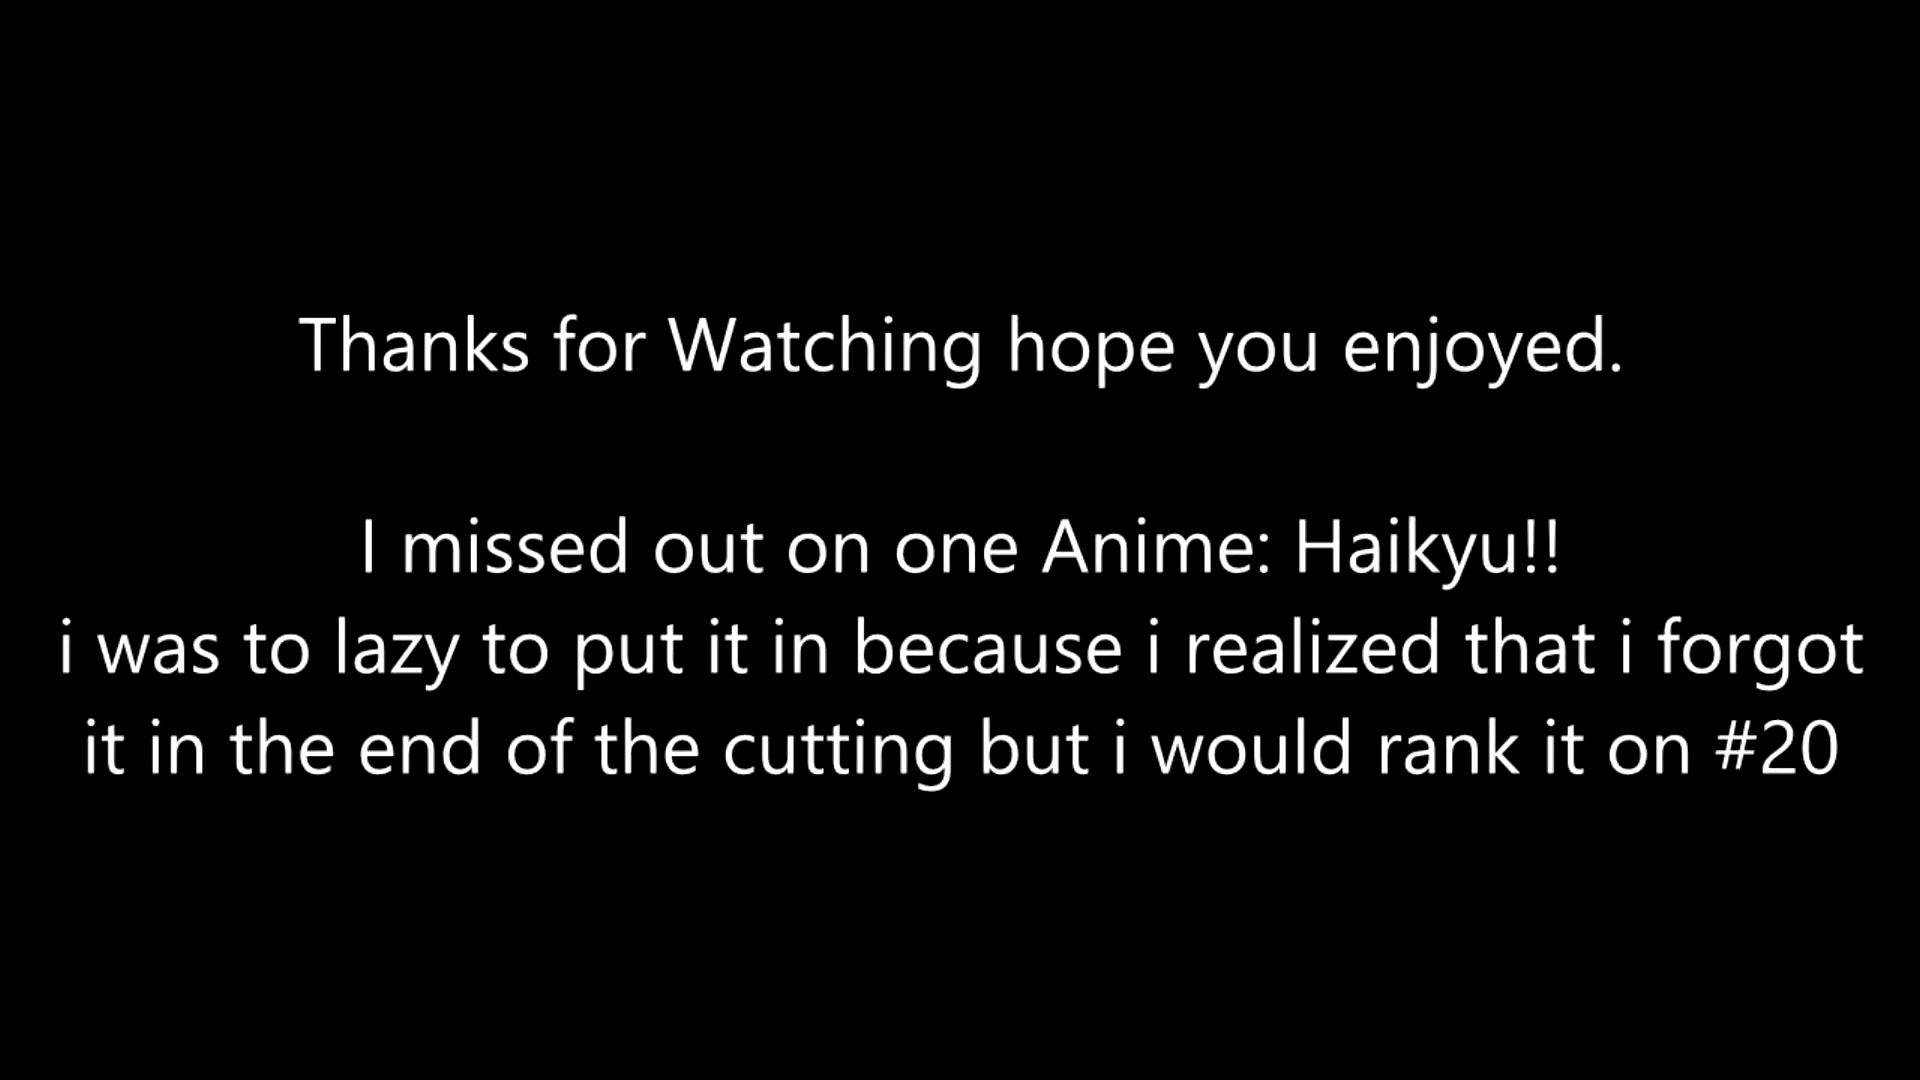 Thanks for Watching hope you enjoyed.
I missed out on one Anime: Haikyu!!
i was to lazy to put it in because i realized that i forgot
it in the end of the cutting but i would rank it on #20